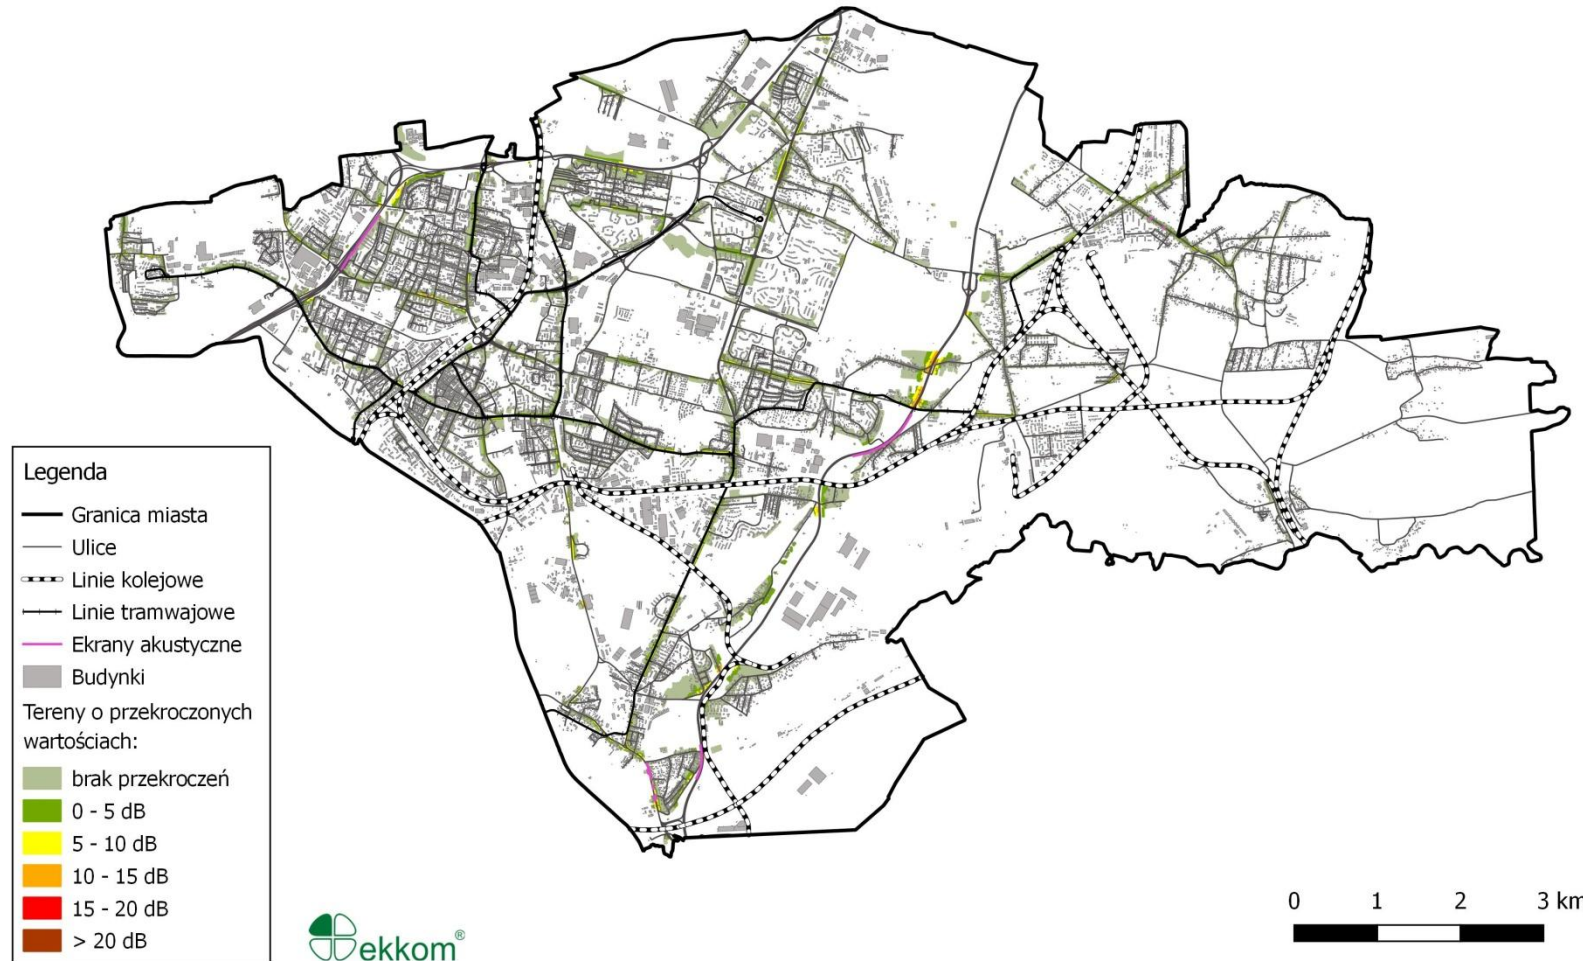 Legenda
Granica miasta
Ulice
Linie kolejowe
Linie tramwajowe
Ekrany akustyczne
Budynki
Tereny o przekroczonych
wartościach:
brak przekroczeń
0 - 5 dB
5 - 10 dB
10 - 15 dB
15 - 20 dB
> 20 dB
ekkom®
0 1 2 3 km